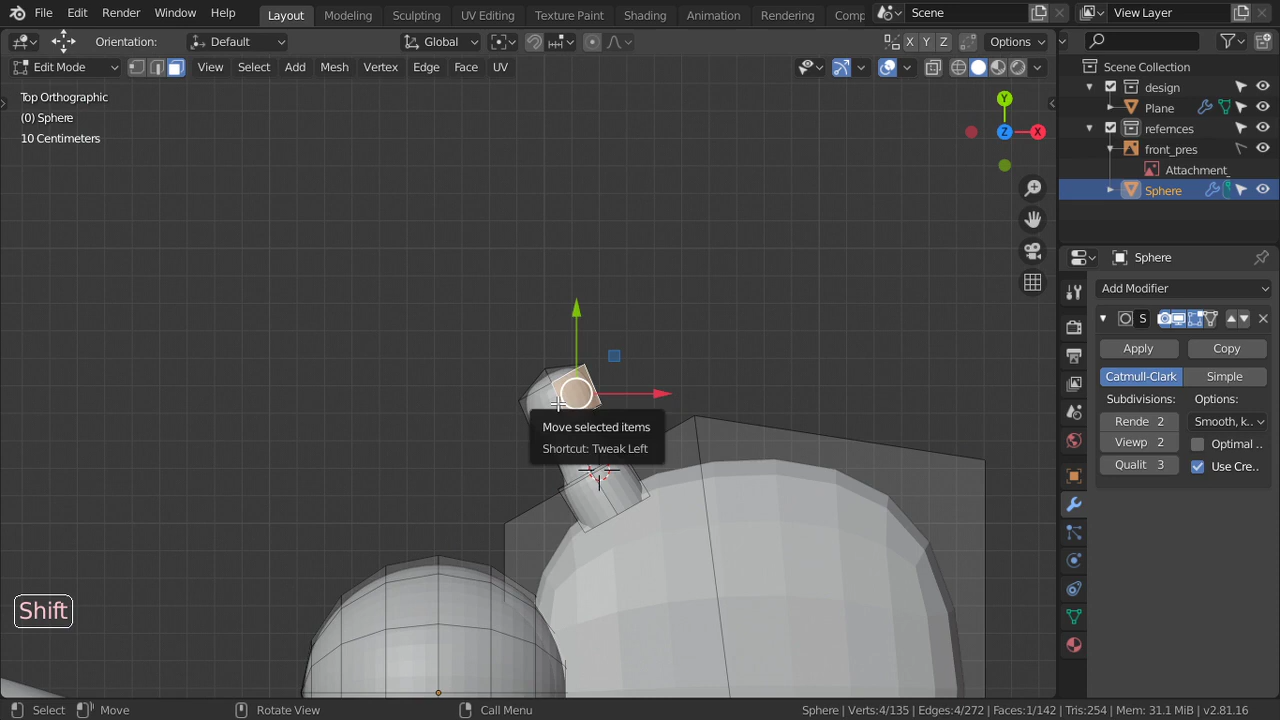 File Edit Render Window Help Layout Modeling Sculpting UV Editing Texture Paint Shading Animation Rendering Comp Scene View Layer
Orientation: Default Global X Y Z Options
Edit Mode View Select Add Mesh Vertex Edge Face UV
Top Orthographic
(0) Sphere
10 Centimeters
Y
Z
X
Move selected items
Shortcut: Tweak Left
Shift
Scene Collection
design
Plane
refernces
front_pres
Attachment_
Sphere
Sphere
Add Modifier
S
Apply Copy
Catmull-Clark Simple
Subdivisions: Options:
Rende 2 Smooth, k..
Viewp 2 Optimal ..
Qualit 3 Use Cre..
Select Move Rotate View Call Menu Sphere | Verts:4/135 | Edges:4/272 | Faces:1/142 | Tris:254 | Mem: 31.1 MiB | v2.81.16